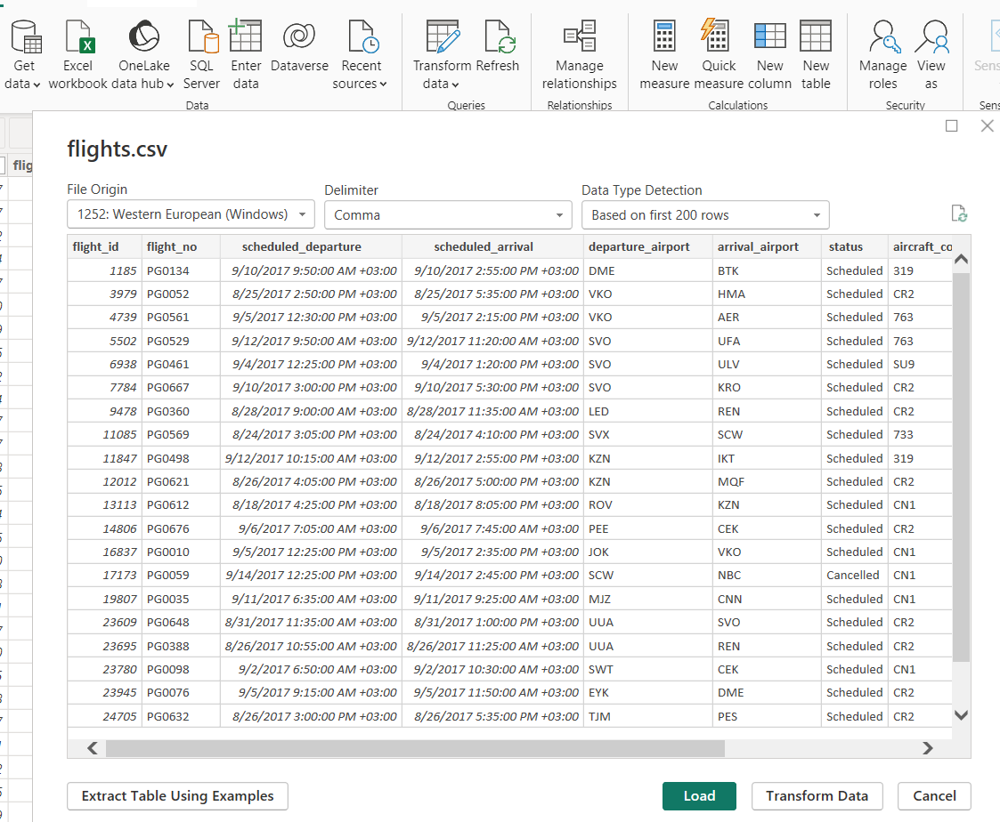 Get data Excel workbook OneLake data hub SQL Server Enter data Dataverse Recent sources Transform data Refresh Manage relationships New measure Quick measure New column New table Manage roles View as Sens
Data Queries Relationships Calculations Security Sens
flights.csv
flig
File Origin Delimiter Data Type Detection
1252: Western European (Windows) Comma Based on first 200 rows
flight_id flight_no scheduled_departure scheduled_arrival departure_airport arrival_airport status aircraft_co
1185 PG0134 9/10/2017 9:50:00 AM +03:00 9/10/2017 2:55:00 PM +03:00 DME BTK Scheduled 319
3979 PG0052 8/25/2017 2:50:00 PM +03:00 8/25/2017 5:35:00 PM +03:00 VKO HMA Scheduled CR2
4739 PG0561 9/5/2017 12:30:00 PM +03:00 9/5/2017 2:15:00 PM +03:00 VKO AER Scheduled 763
5502 PG0529 9/12/2017 9:50:00 AM +03:00 9/12/2017 11:20:00 AM +03:00 SVO UFA Scheduled 763
6938 PG0461 9/4/2017 12:25:00 PM +03:00 9/4/2017 1:20:00 PM +03:00 SVO ULV Scheduled SU9
7784 PG0667 9/10/2017 3:00:00 PM +03:00 9/10/2017 5:30:00 PM +03:00 SVO KRO Scheduled CR2
9478 PG0360 8/28/2017 9:00:00 AM +03:00 8/28/2017 11:35:00 AM +03:00 LED REN Scheduled CR2
11085 PG0569 8/24/2017 3:05:00 PM +03:00 8/24/2017 4:10:00 PM +03:00 SVX SCW Scheduled 733
11847 PG0498 9/12/2017 10:15:00 AM +03:00 9/12/2017 2:55:00 PM +03:00 KZN IKT Scheduled 319
12012 PG0621 8/26/2017 4:05:00 PM +03:00 8/26/2017 5:00:00 PM +03:00 KZN MQF Scheduled CR2
13113 PG0612 8/18/2017 4:25:00 PM +03:00 8/18/2017 8:05:00 PM +03:00 ROV KZN Scheduled CN1
14806 PG0676 9/6/2017 7:05:00 AM +03:00 9/6/2017 7:45:00 AM +03:00 PEE CEK Scheduled CR2
16837 PG0010 9/5/2017 12:25:00 PM +03:00 9/5/2017 2:35:00 PM +03:00 JOK VKO Scheduled CN1
17173 PG0059 9/14/2017 12:25:00 PM +03:00 9/14/2017 2:45:00 PM +03:00 SCW NBC Cancelled CN1
19807 PG0035 9/11/2017 6:35:00 AM +03:00 9/11/2017 9:25:00 AM +03:00 MJZ CNN Scheduled CN1
23609 PG0648 8/31/2017 11:35:00 AM +03:00 8/31/2017 1:00:00 PM +03:00 UUA SVO Scheduled CR2
23695 PG0388 8/26/2017 10:55:00 AM +03:00 8/26/2017 11:25:00 AM +03:00 UUA REN Scheduled CR2
23780 PG0098 9/2/2017 6:50:00 AM +03:00 9/2/2017 10:30:00 AM +03:00 SWT CEK Scheduled CN1
23945 PG0076 9/5/2017 9:15:00 AM +03:00 9/5/2017 11:50:00 AM +03:00 EYK DME Scheduled CR2
24705 PG0632 8/26/2017 3:00:00 PM +03:00 8/26/2017 5:35:00 PM +03:00 TJM PES Scheduled CR2
Extract Table Using Examples Load Transform Data Cancel